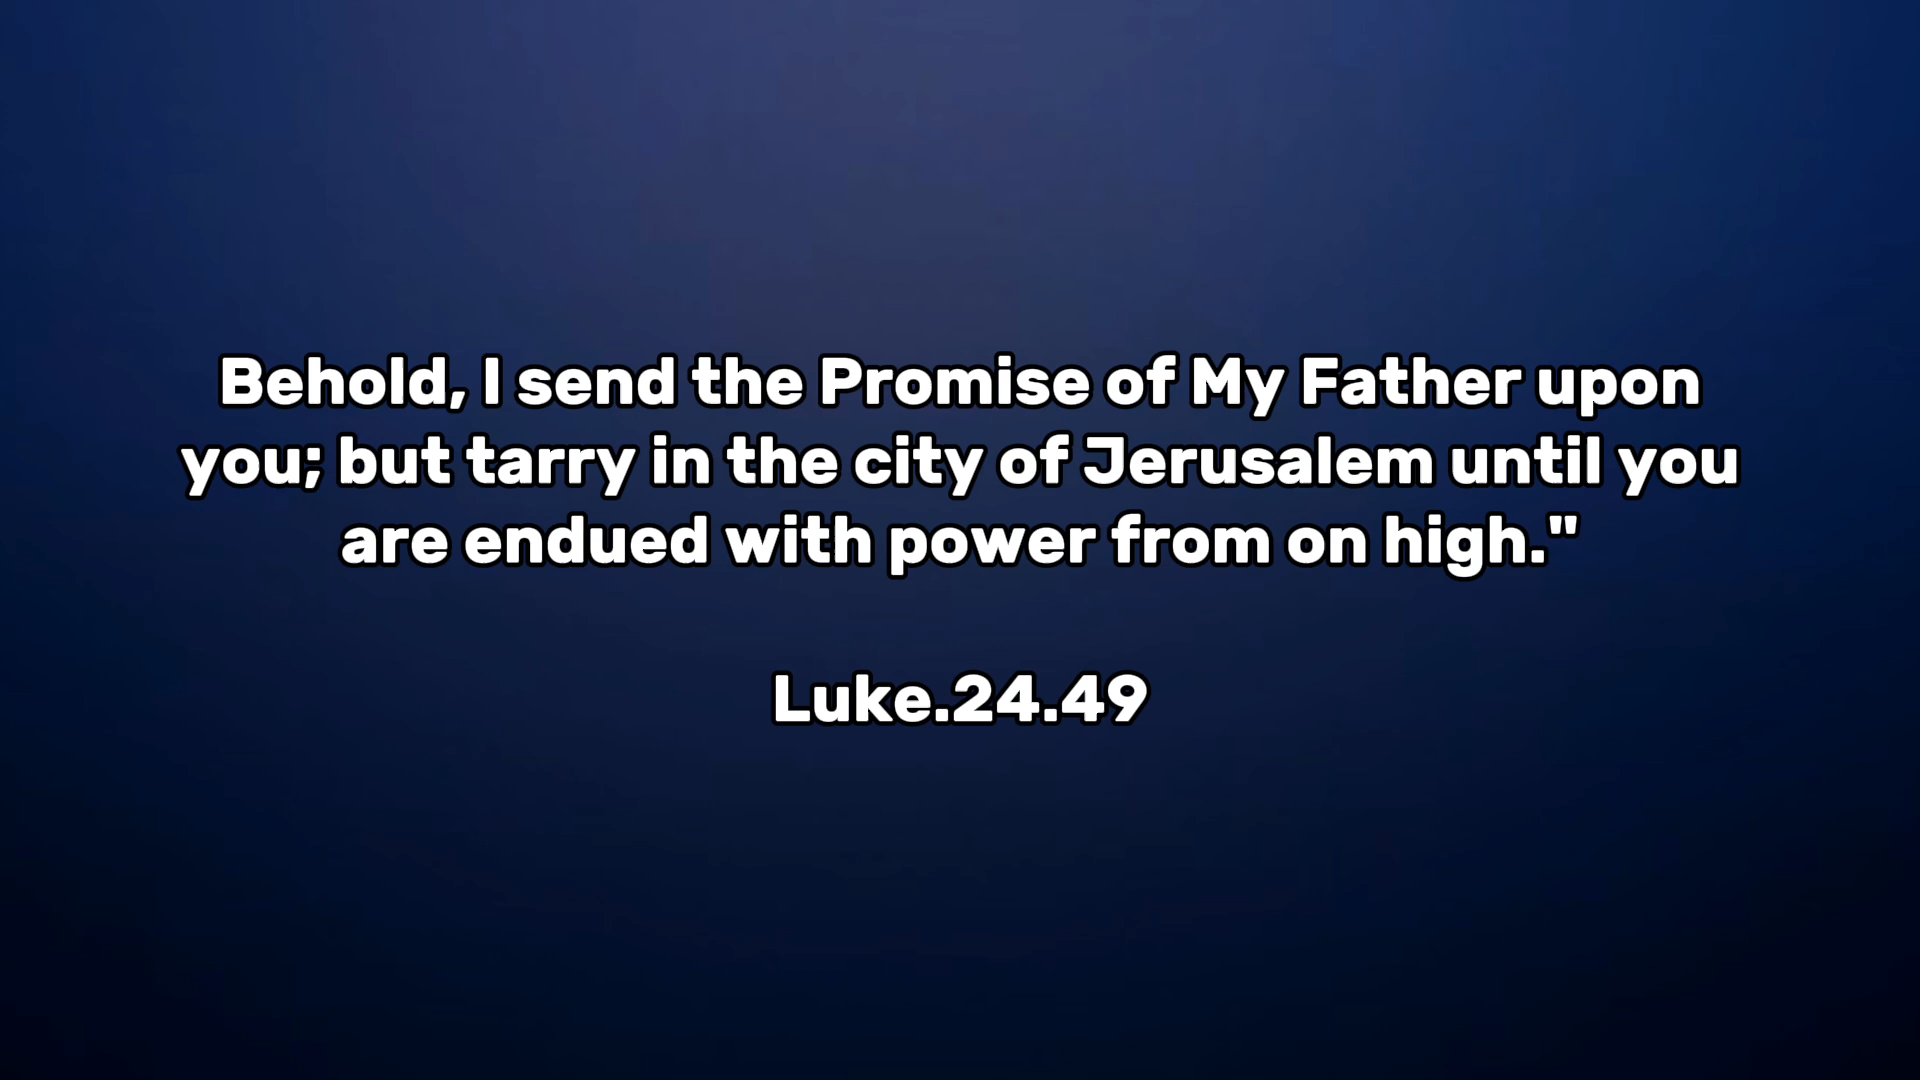 Behold, I send the Promise of My Father upon
you; but tarry in the city of Jerusalem until you
are endued with power from on high."
Luke.24.49